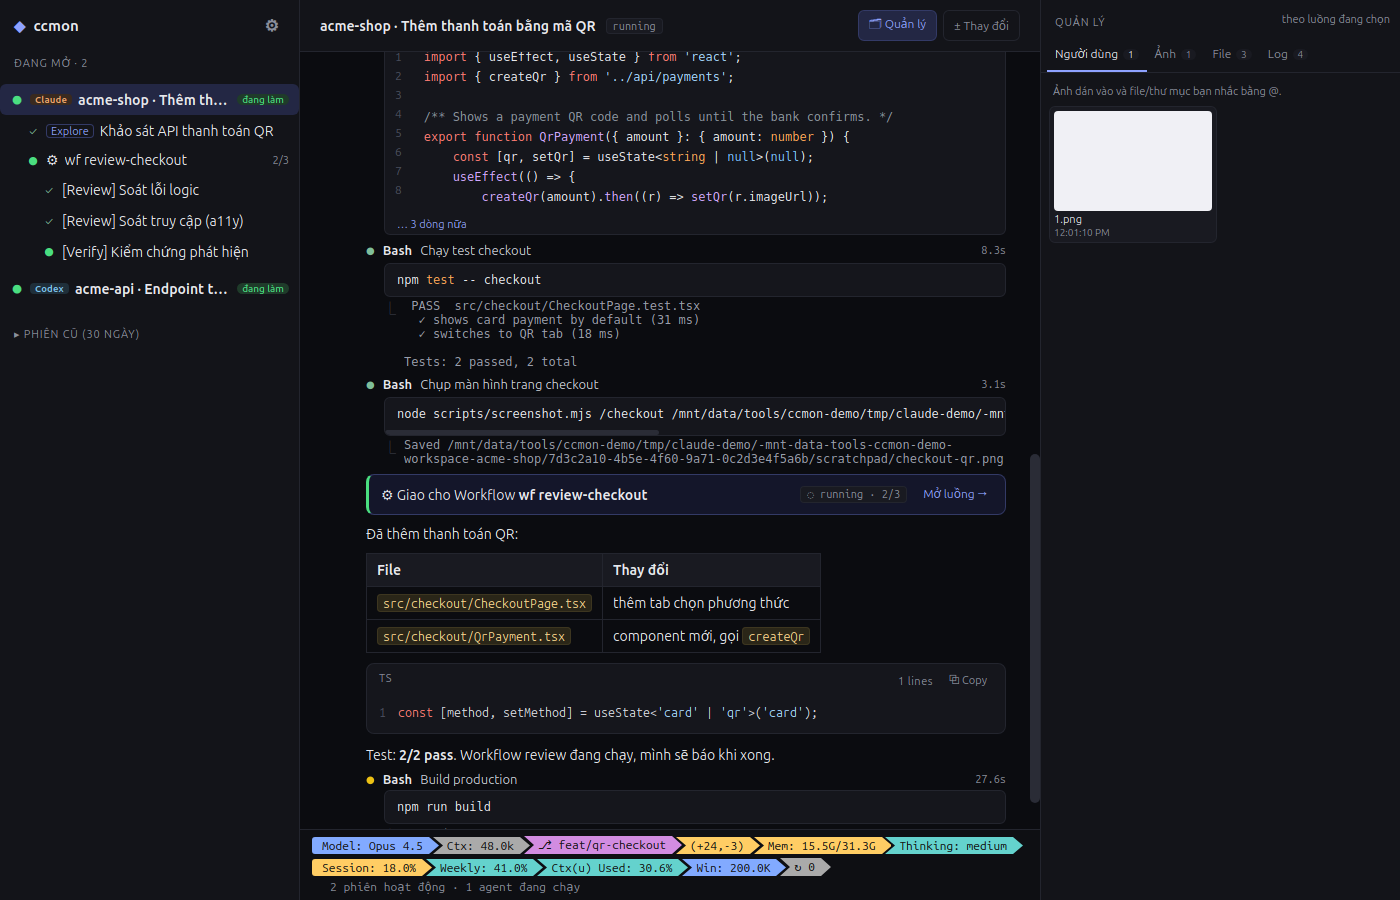 ccmon
ĐANG MỞ · 2
Claude acme-shop · Thêm th... đang làm
Explore Khảo sát API thanh toán QR
wf review-checkout 2/3
[Review] Soát lỗi logic
[Review] Soát truy cập (a11y)
[Verify] Kiểm chứng phát hiện
Codex acme-api · Endpoint t... đang làm
PHIÊN CŨ (30 NGÀY)
acme-shop · Thêm thanh toán bằng mã QR running
Quản lý ± Thay đổi
1 import { useEffect, useState } from 'react';
2 import { createQr } from '../api/payments';
3
4 /** Shows a payment QR code and polls until the bank confirms. */
5 export function QrPayment({ amount }: { amount: number }) {
6 const [qr, setQr] = useState<string | null>(null);
7 useEffect(() => {
8 createQr(amount).then((r) => setQr(r.imageUrl));
... 3 dòng nữa
Bash Chạy test checkout 8.3s
npm test -- checkout
PASS src/checkout/CheckoutPage.test.tsx
✓ shows card payment by default (31 ms)
✓ switches to QR tab (18 ms)
Tests: 2 passed, 2 total
Bash Chụp màn hình trang checkout 3.1s
node scripts/screenshot.mjs /checkout /mnt/data/tools/ccmon-demo/tmp/claude-demo/-mnt
Saved /mnt/data/tools/ccmon-demo/tmp/claude-demo/-mnt-data-tools-ccmon-demo-
workspace-acme-shop/7d3c2a10-4b5e-4f60-9a71-0c2d3e4f5a6b/scratchpad/checkout-qr.png
Giao cho Workflow wf review-checkout running · 2/3 Mở luồng →
Đã thêm thanh toán QR:
File Thay đổi
src/checkout/CheckoutPage.tsx thêm tab chọn phương thức
src/checkout/QrPayment.tsx component mới, gọi createQr
TS 1 lines Copy
1 const [method, setMethod] = useState<'card' | 'qr'>('card');
Test: 2/2 pass. Workflow review đang chạy, mình sẽ báo khi xong.
Bash Build production 27.6s
npm run build
Model: Opus 4.5 Ctx: 48.0k feat/qr-checkout (+24,-3) Mem: 15.5G/31.3G Thinking: medium
Session: 18.0% Weekly: 41.0% Ctx(u) Used: 30.6% Win: 200.0K ↻ 0
2 phiên hoạt động · 1 agent đang chạy
QUẢN LÝ theo luồng đang chọn
Người dùng 1 Ảnh 1 File 3 Log 4
Ảnh dán vào và file/thư mục bạn nhắc bằng @.
1.png
12:01:10 PM